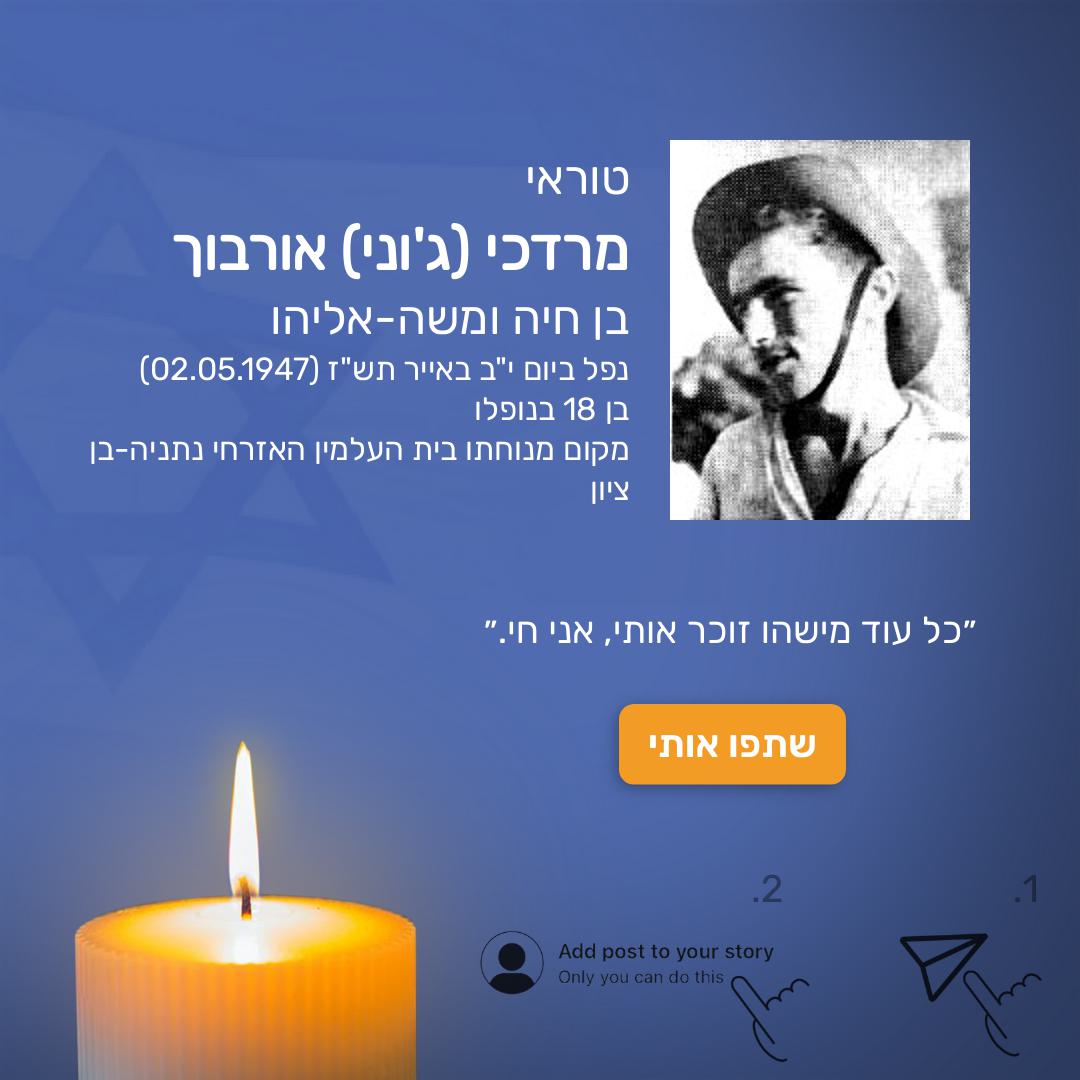 טוראי
מרדכי (ג'וני) אורבוך
בן חיה ומשה-אליהו
נפל ביום י"ב באייר תש"ז (02.05.1947)
בן 18 בנופלו
מקום מנוחתו בית העלמין האזרחי נתניה-בן
ציון
״כל עוד מישהו זוכר אותי, אני חי.״
שתפו אותי
1.
2.
Add post to your story
Only you can do this